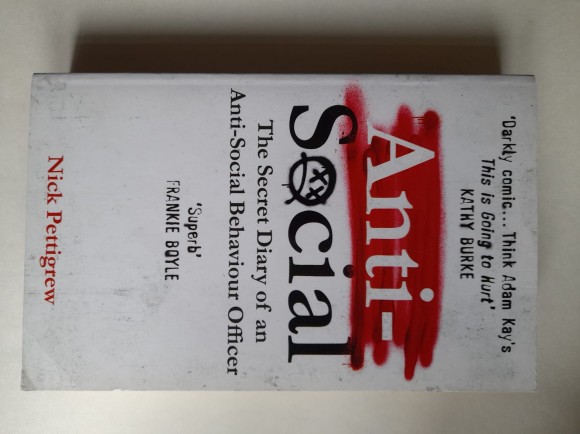 'Darkly comic... Think Adam Kay's
This is Going to Hurt'
KATHY BURKE
Anti-
Social
The Secret Diary of an
Anti-Social Behaviour Officer
'Superb'
FRANKIE BOYLE
Nick Pettigrew